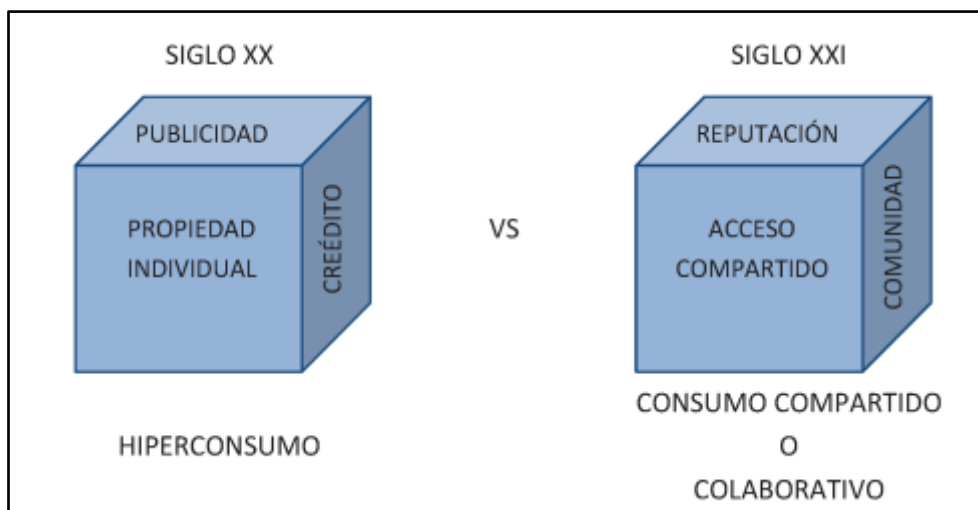 SIGLO XX
PUBLICIDAD
PROPIEDAD
INDIVIDUAL
CREÉDITO
HIPERCONSUMO
VS
SIGLO XXI
REPUTACIÓN
ACCESO
COMPARTIDO
COMUNIDAD
CONSUMO COMPARTIDO
O
COLABORATIVO